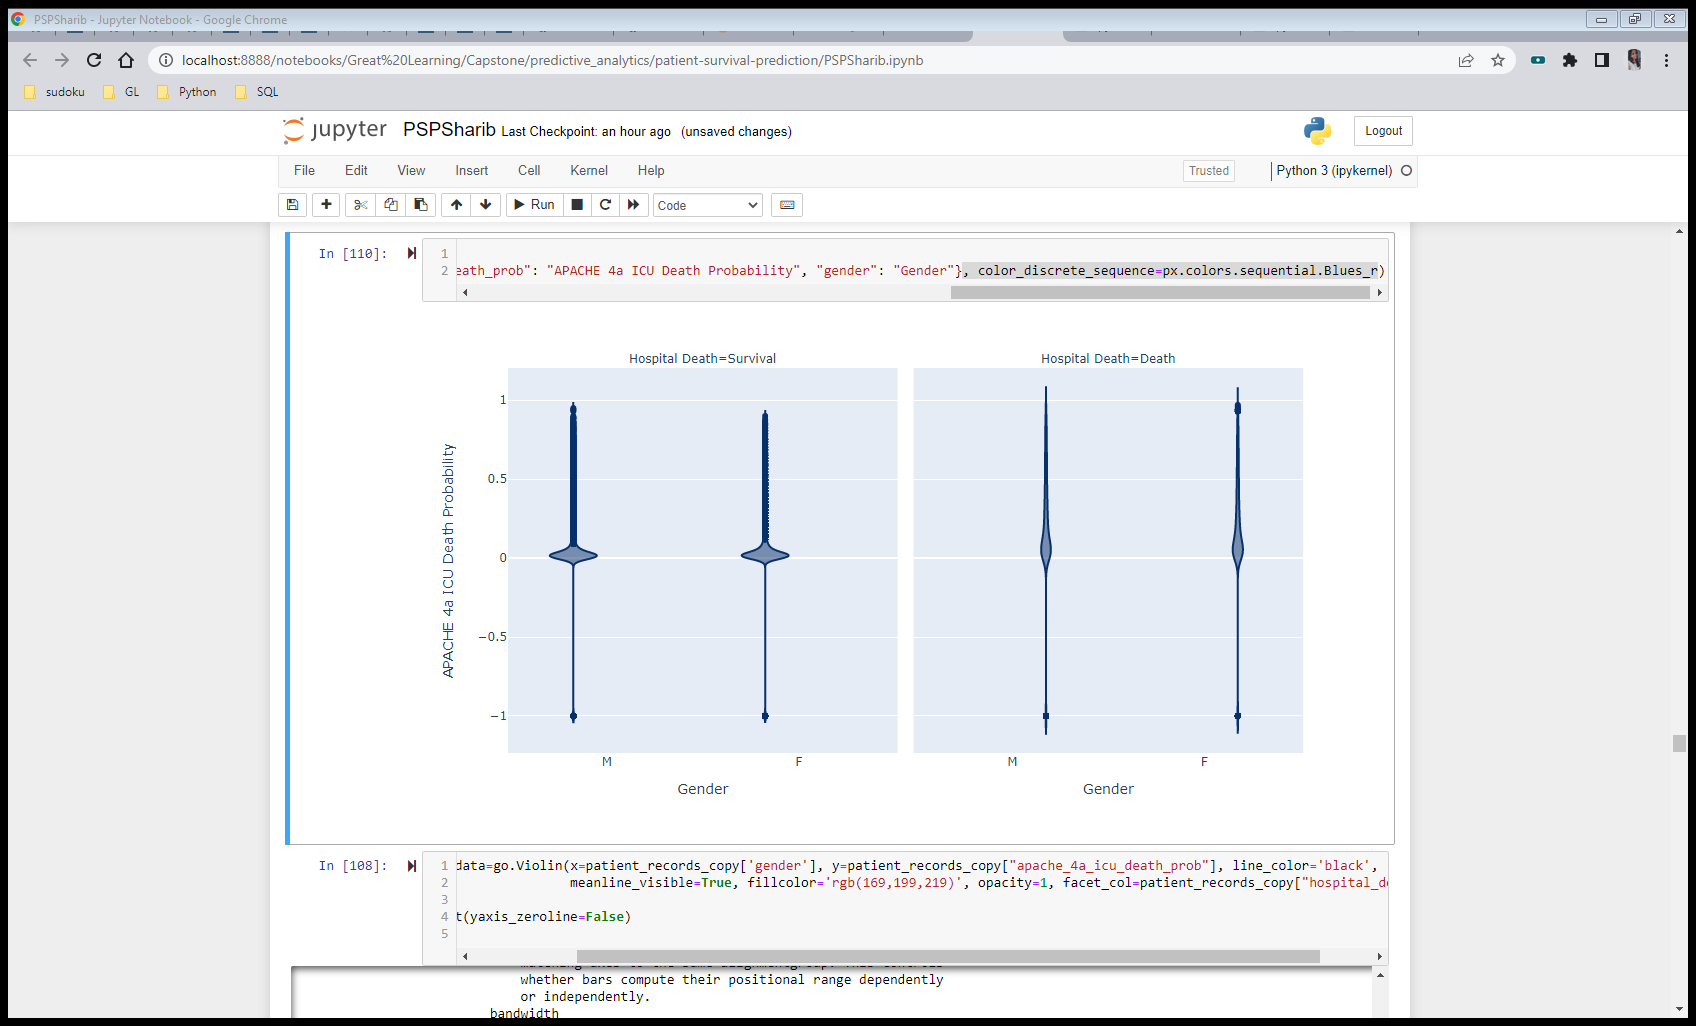 PSPSharib - Jupyter Notebook - Google Chrome
localhost:8888/notebooks/Great%20Learning/Capstone/predictive_analytics/patient-survival-prediction/PSPSharib.ipynb
sudoku GL Python SQL
jupyter PSPSharib Last Checkpoint: an hour ago (unsaved changes) Logout
File Edit View Insert Cell Kernel Help Trusted Python 3 (ipykernel)
Run Code
In [110]: 1
2 eath_prob": "APACHE 4a ICU Death Probability", "gender": "Gender"}, color_discrete_sequence=px.colors.sequential.Blues_r)
Hospital Death=Survival Hospital Death=Death
1
0.5
0
−0.5
−1
APACHE 4a ICU Death Probability
M F M F
Gender Gender
In [108]: 1 data=go.Violin(x=patient_records_copy['gender'], y=patient_records_copy["apache_4a_icu_death_prob"], line_color='black',
2 meanline_visible=True, fillcolor='rgb(169,199,219)', opacity=1, facet_col=patient_records_copy["hospital_d
3
4 t(yaxis_zeroline=False)
5
whether bars compute their positional range dependently
or independently.
bandwidth